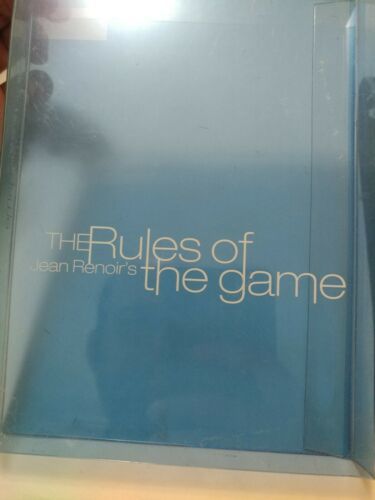 THE Rules of
Jean Renoir's the game